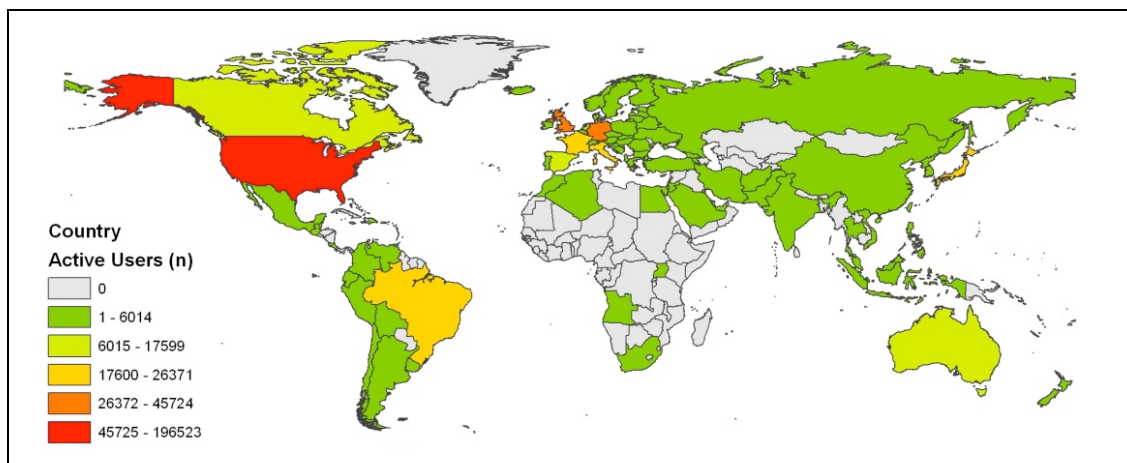 Country
Active Users (n)
0
1 - 6014
6015 - 17599
17600 - 26371
26372 - 45724
45725 - 196523